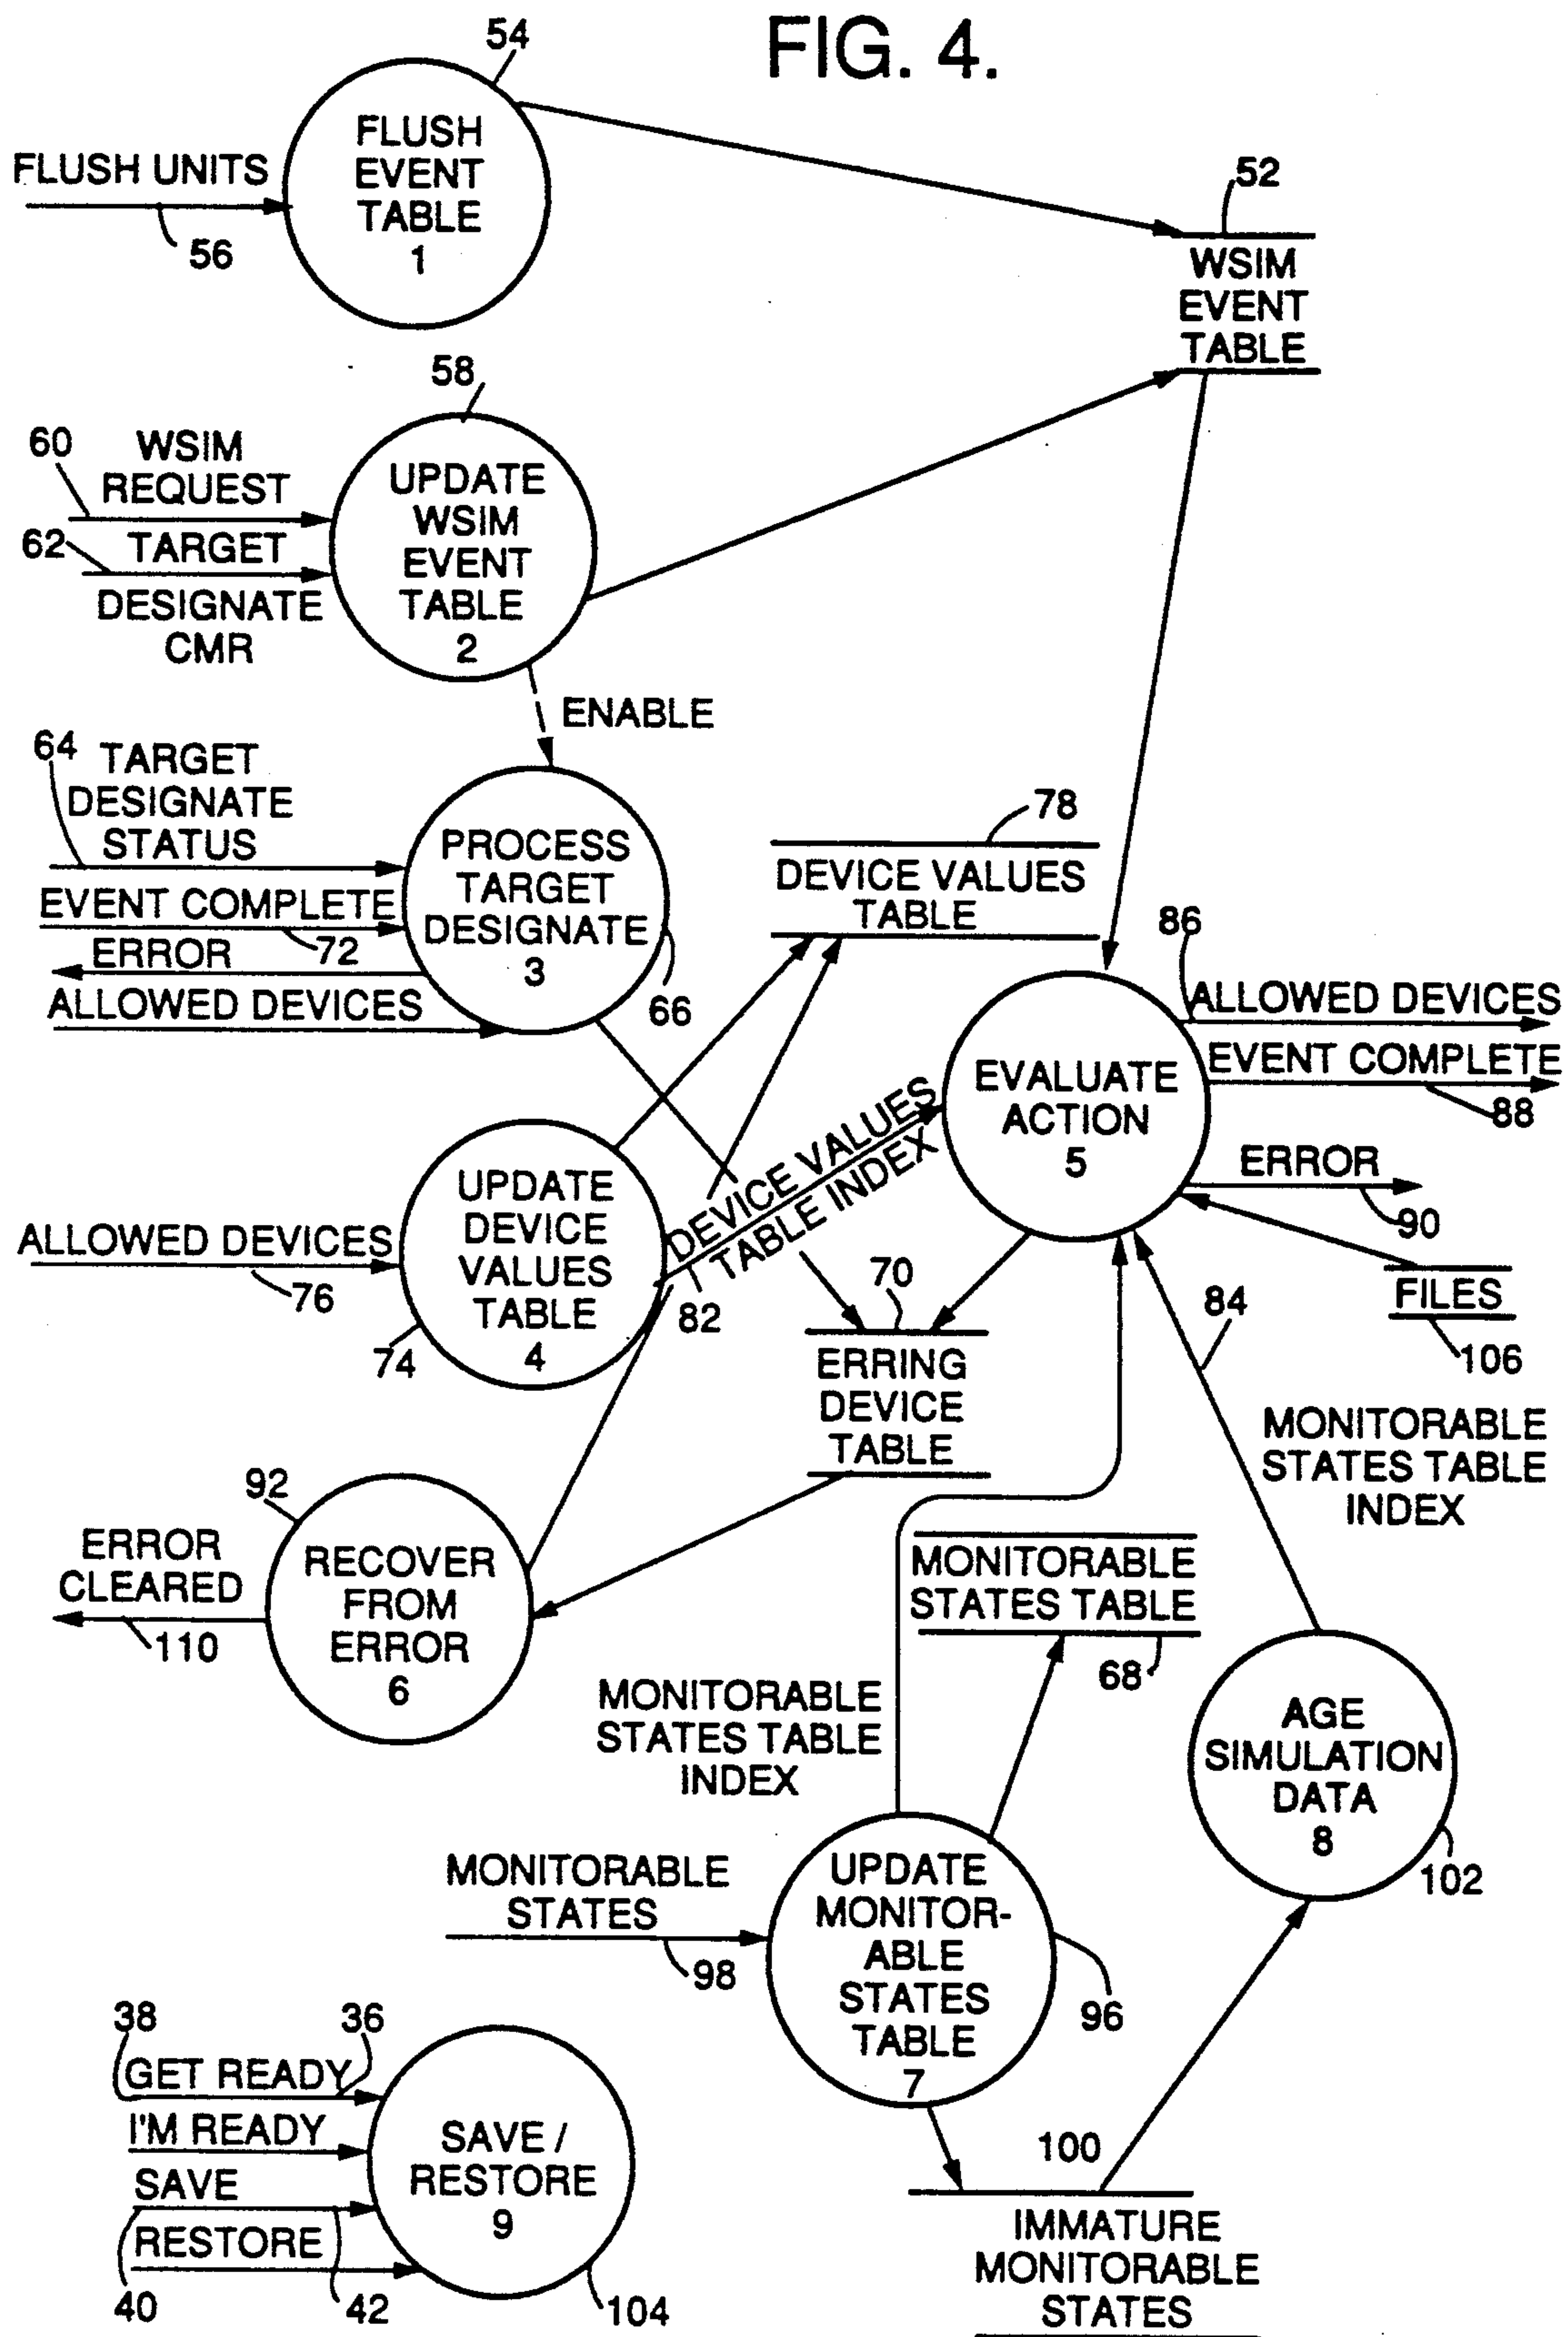 FIG. 4.
54
FLUSH
EVENT
TABLE
1
FLUSH UNITS
56
52
WSIM
EVENT
TABLE
58
60
WSIM
REQUEST
62
TARGET
DESIGNATE
CMR
UPDATE
WSIM
EVENT
TABLE
2
ENABLE
64
TARGET
DESIGNATE
STATUS
EVENT COMPLETE
72
ERROR
ALLOWED DEVICES
PROCESS
TARGET
DESIGNATE
3
66
78
DEVICE VALUES
TABLE
86
ALLOWED DEVICES
EVENT COMPLETE
88
EVALUATE
ACTION
5
ERROR
90
FILES
106
DEVICE VALUES
TABLE INDEX
82
UPDATE
DEVICE
VALUES
TABLE
4
ALLOWED DEVICES
76
74
70
ERRING
DEVICE
TABLE
84
MONITORABLE
STATES TABLE
INDEX
92
ERROR
CLEARED
110
RECOVER
FROM
ERROR
6
MONITORABLE
STATES TABLE
68
MONITORABLE
STATES TABLE
INDEX
AGE
SIMULATION
DATA
8
102
MONITORABLE
STATES
98
UPDATE
MONITOR-
ABLE
STATES
TABLE
7
96
38
36
GET READY
I'M READY
SAVE
RESTORE
40
42
SAVE /
RESTORE
9
104
100
IMMATURE
MONITORABLE
STATES